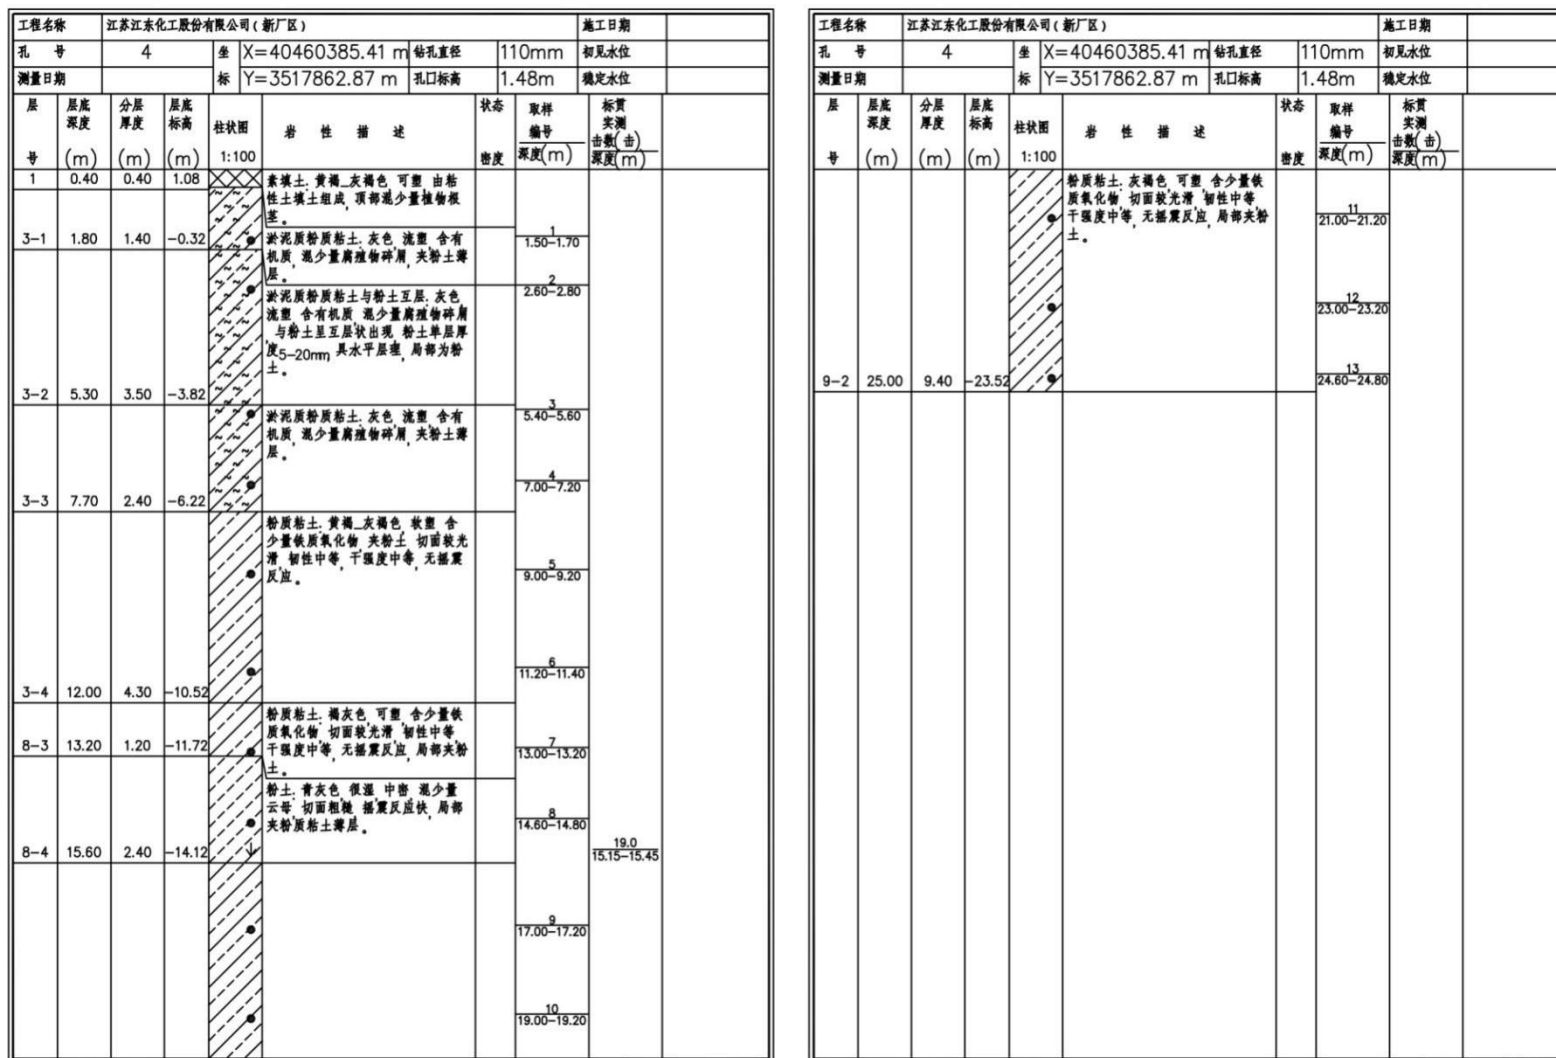 工程名称 江苏江东化工股份有限公司(新厂区) 施工日期
孔 号 4 坐 X=40460385.41 m 钻孔直径 110mm 初见水位
测量日期 标 Y=3517862.87 m 孔口标高 1.48m 稳定水位
层 层底 分层 层底 状态 取样 标贯
深度 厚度 标高 柱状图 岩 性 描 述 编号 实测
号 (m) (m) (m) 1:100 密度 深度(m) 击数(击)
深度(m)
1 0.40 0.40 1.08 素填土. 黄褐_灰褐色, 可塑, 由粘
性土填土组成, 顶部混少量植物根
茎。
3-1 1.80 1.40 -0.32 淤泥质粉质粘土. 灰色, 流塑, 含有 1
机质, 混少量腐殖物碎屑, 夹粉土薄 1.50-1.70
层。
2
淤泥质粉质粘土与粉土互层. 灰色, 2.60-2.80
流塑, 含有机质, 混少量腐殖物碎屑
, 与粉土呈互层状出现, 粉土单层厚
度5-20mm, 具水平层理, 局部为粉
土。
3-2 5.30 3.50 -3.82 3
淤泥质粉质粘土. 灰色, 流塑, 含有 5.40-5.60
机质, 混少量腐殖物碎屑, 夹粉土薄
层。
4
7.00-7.20
3-3 7.70 2.40 -6.22
粉质粘土. 黄褐_灰褐色, 软塑, 含
少量铁质氧化物, 夹粉土, 切面较光
滑, 韧性中等, 干强度中等, 无摇震 5
反应。 9.00-9.20
6
11.20-11.40
3-4 12.00 4.30 -10.52
粉质粘土. 褐灰色, 可塑, 含少量铁
质氧化物, 切面较光滑, 韧性中等,
8-3 13.20 1.20 -11.72 干强度中等, 无摇震反应, 局部夹粉 7
土。 13.00-13.20
粉土. 青灰色, 很湿, 中密, 混少量
云母, 切面粗糙, 摇震反应快, 局部 8
夹粉质粘土薄层。 14.60-14.80
8-4 15.60 2.40 -14.12 19.0
15.15-15.45
9
17.00-17.20
10
19.00-19.20
工程名称 江苏江东化工股份有限公司(新厂区) 施工日期
孔 号 4 坐 X=40460385.41 m 钻孔直径 110mm 初见水位
测量日期 标 Y=3517862.87 m 孔口标高 1.48m 稳定水位
层 层底 分层 层底 状态 取样 标贯
深度 厚度 标高 柱状图 岩 性 描 述 编号 实测
号 (m) (m) (m) 1:100 密度 深度(m) 击数(击)
深度(m)
粉质粘土. 灰褐色, 可塑, 含少量铁
质氧化物, 切面较光滑, 韧性中等, 11
干强度中等, 无摇震反应, 局部夹粉 21.00-21.20
土。
12
23.00-23.20
13
9-2 25.00 9.40 -23.52 24.60-24.80